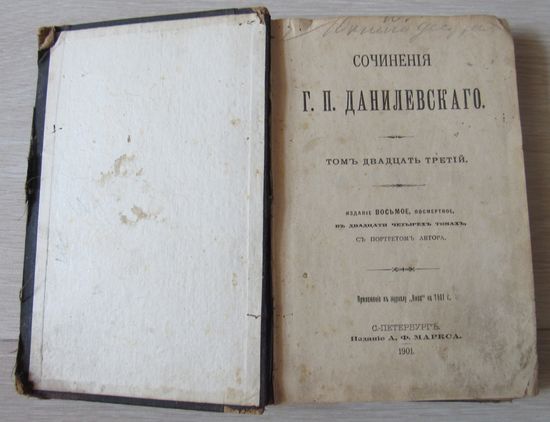 СОЧИНЕНІЯ
Г. П. ДАНИЛЕВСКАГО.
ТОМЪ ДВАДЦАТЬ ТРЕТІЙ.
ИЗДАНІЕ ВОСЬМОЕ, ПОСМЕРТНОЕ,
ВЪ ДВАДЦАТИ ЧЕТЫРЕХЪ ТОМАХЪ,
СЪ ПОРТРЕТОМЪ АВТОРА.
Приложеніе къ журналу „Нива" на 1901 г.
С.-ПЕТЕРБУРГЪ.
Изданіе А. Ф. МАРКСА.
1901.